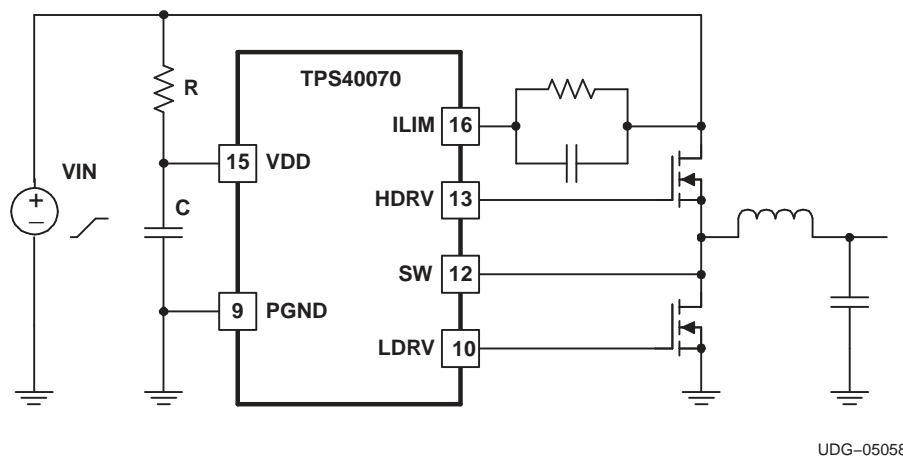 TPS40070
R
ILIM 16
15 VDD
VIN
+
−
C
HDRV 13
SW 12
9 PGND
LDRV 10
UDG−05058